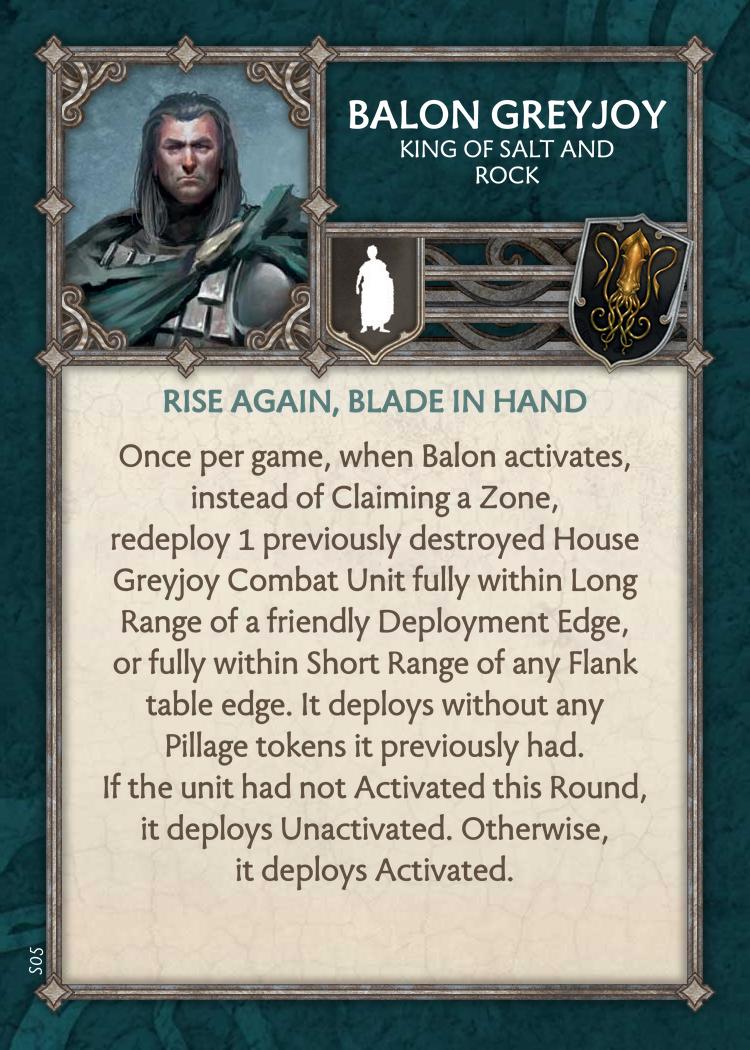 BALON GREYJOY
KING OF SALT AND
ROCK
RISE AGAIN, BLADE IN HAND
Once per game, when Balon activates,
instead of Claiming a Zone,
redeploy 1 previously destroyed House
Greyjoy Combat Unit fully within Long
Range of a friendly Deployment Edge,
or fully within Short Range of any Flank
table edge. It deploys without any
Pillage tokens it previously had.
If the unit had not Activated this Round,
it deploys Unactivated. Otherwise,
it deploys Activated.
S05